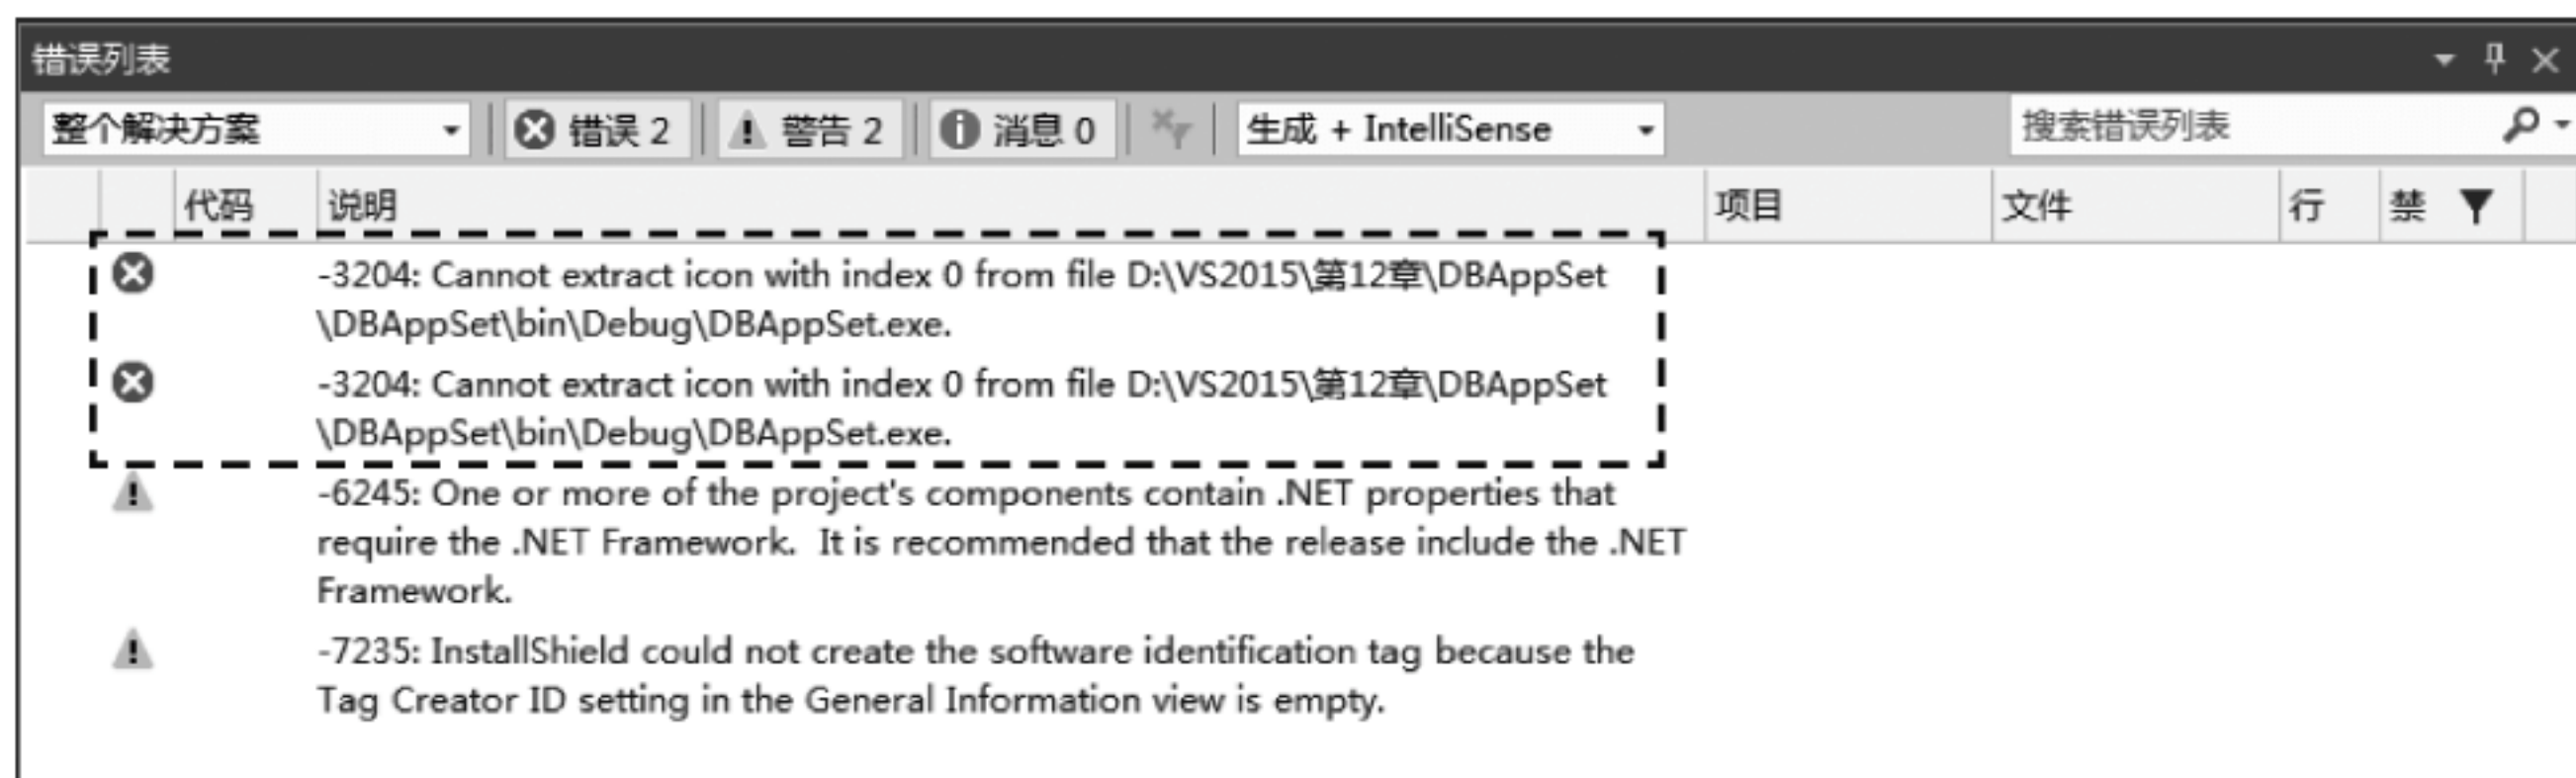 错误列表
整个解决方案 错误 2 警告 2 消息 0 生成 + IntelliSense 搜索错误列表
代码 说明 项目 文件 行 禁
-3204: Cannot extract icon with index 0 from file D:\VS2015\第12章\DBAppSet
\DBAppSet\bin\Debug\DBAppSet.exe.
-3204: Cannot extract icon with index 0 from file D:\VS2015\第12章\DBAppSet
\DBAppSet\bin\Debug\DBAppSet.exe.
-6245: One or more of the project's components contain .NET properties that
require the .NET Framework.  It is recommended that the release include the .NET
Framework.
-7235: InstallShield could not create the software identification tag because the
Tag Creator ID setting in the General Information view is empty.